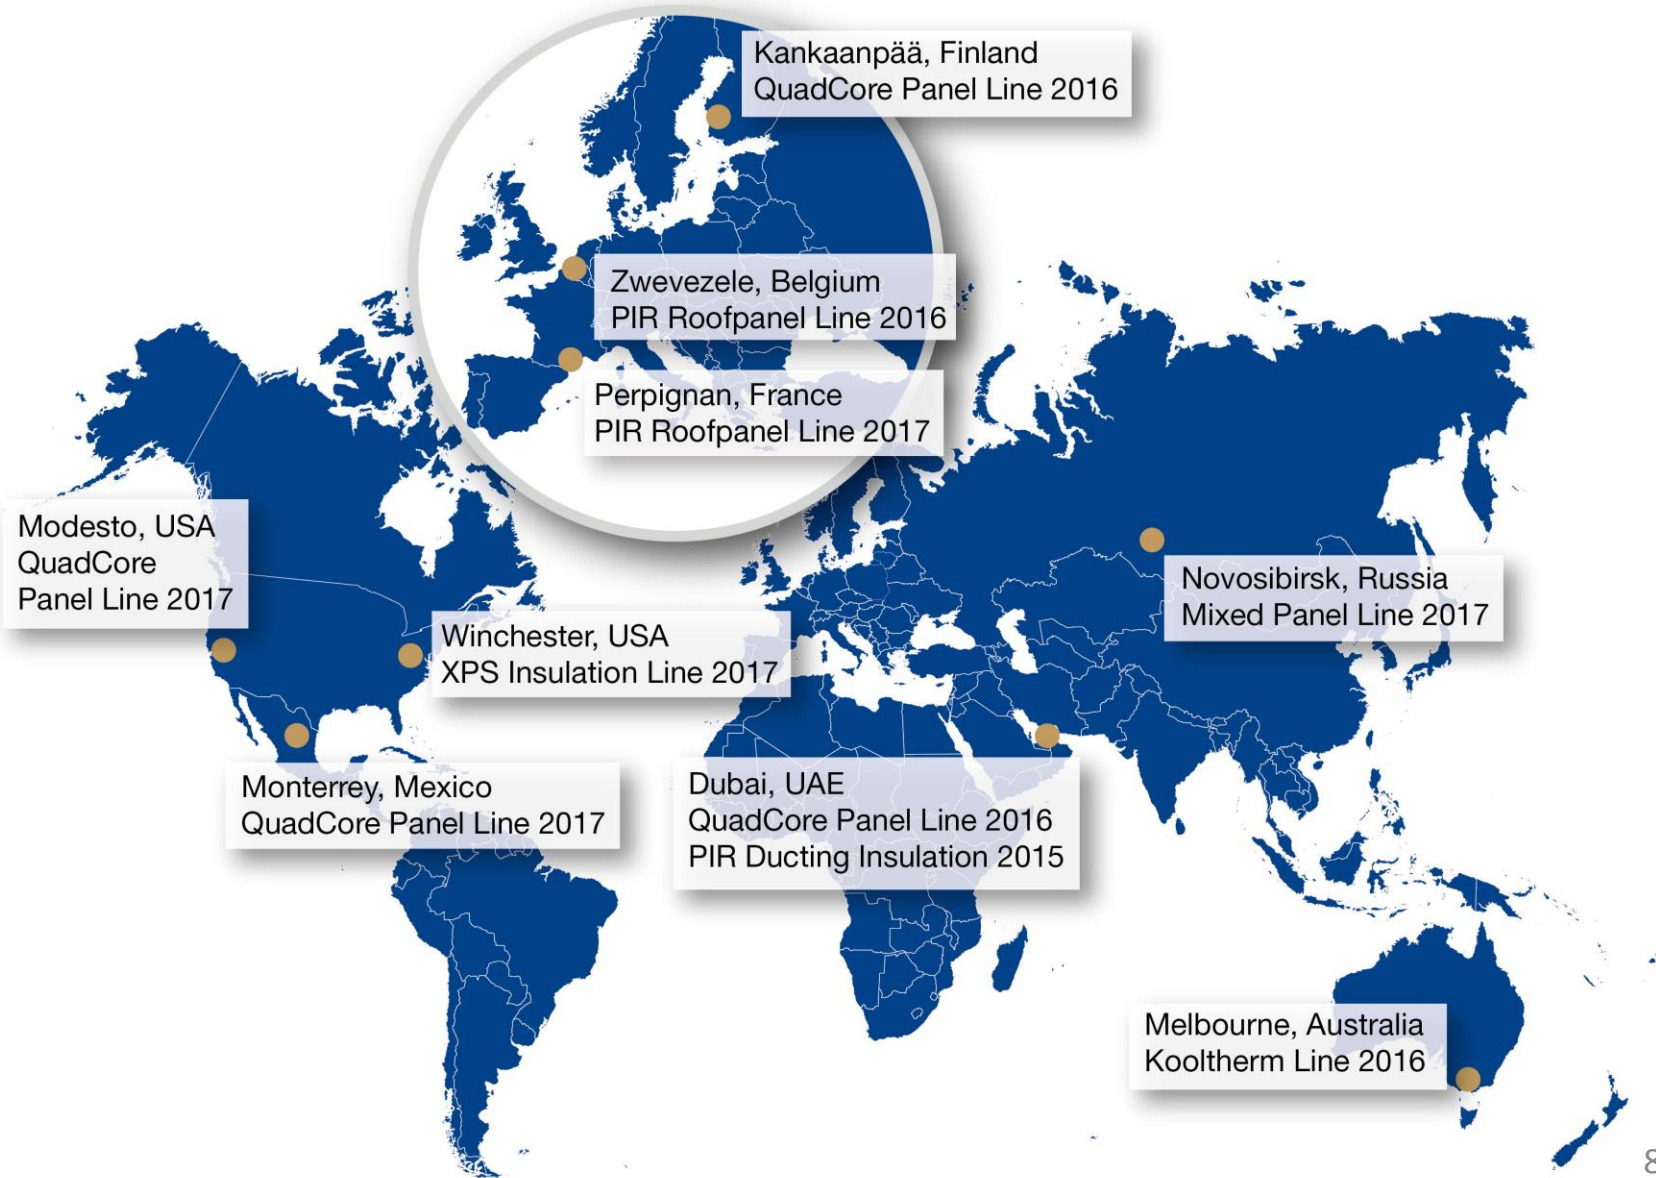 Kankaanpää, Finland
QuadCore Panel Line 2016
Zwevezele, Belgium
PIR Roofpanel Line 2016
Perpignan, France
PIR Roofpanel Line 2017
Modesto, USA
QuadCore
Panel Line 2017
Novosibirsk, Russia
Mixed Panel Line 2017
Winchester, USA
XPS Insulation Line 2017
Monterrey, Mexico
QuadCore Panel Line 2017
Dubai, UAE
QuadCore Panel Line 2016
PIR Ducting Insulation 2015
Melbourne, Australia
Kooltherm Line 2016
8